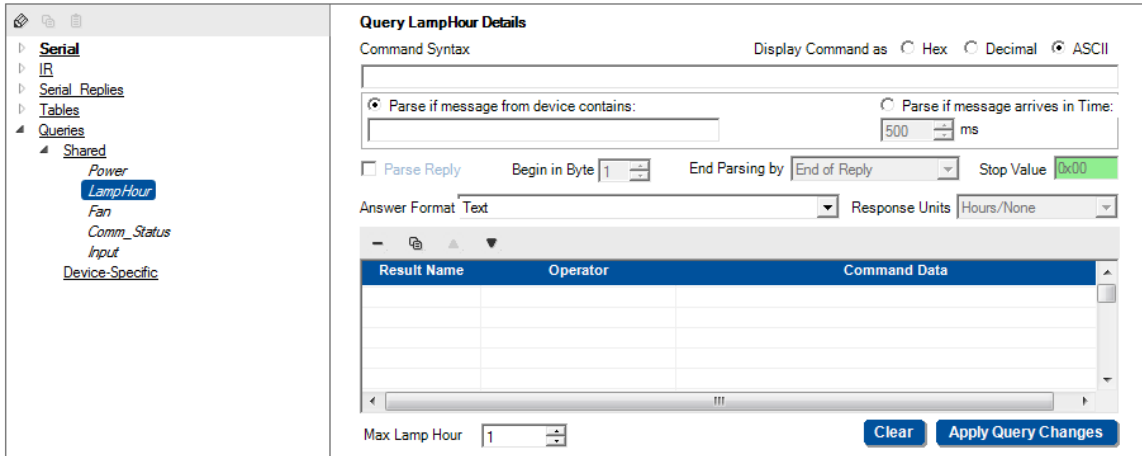 Serial
IR
Serial_Replies
Tables
Queries
Shared
Power
LampHour
Fan
Comm_Status
Input
Device-Specific
Query LampHour Details
Command Syntax Display Command as Hex Decimal ASCII
Parse if message from device contains: Parse if message arrives in Time:
500 ms
Parse Reply Begin in Byte 1 End Parsing by End of Reply Stop Value 0x00
Answer Format Text Response Units Hours/None
Result Name Operator Command Data
Max Lamp Hour 1 Clear Apply Query Changes